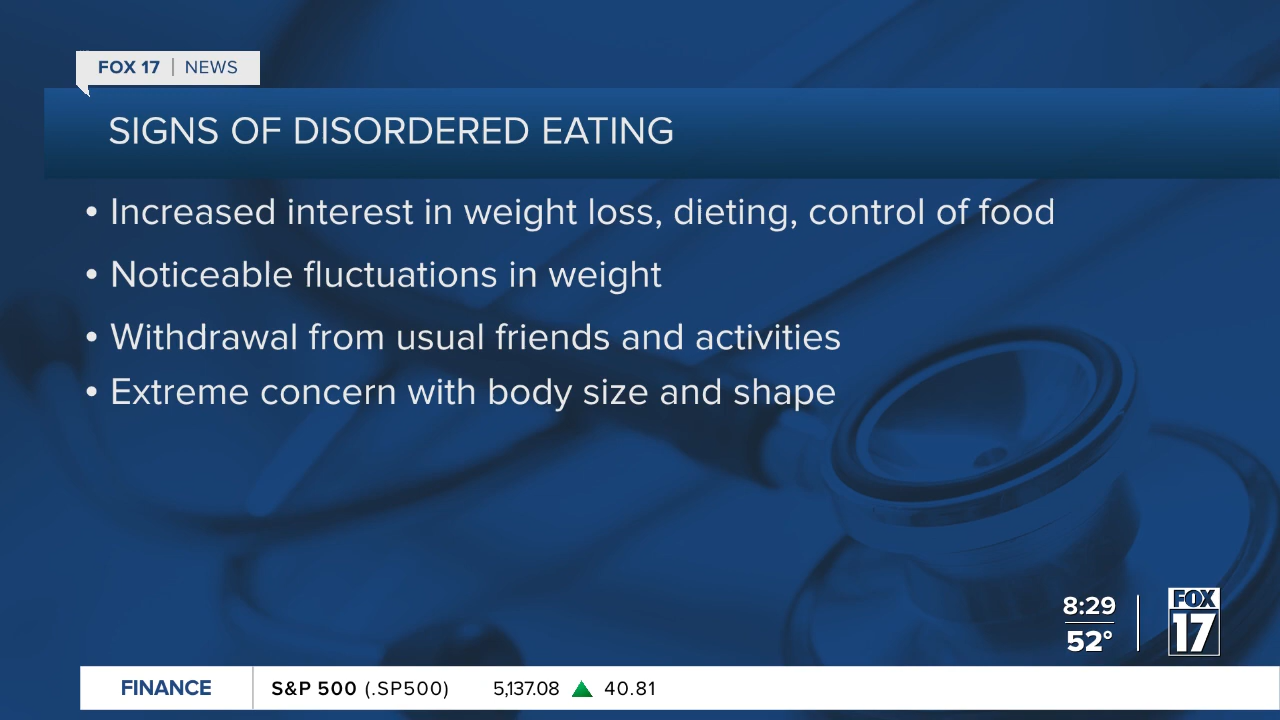 FOX 17 | NEWS
SIGNS OF DISORDERED EATING
• Increased interest in weight loss, dieting, control of food
• Noticeable fluctuations in weight
• Withdrawal from usual friends and activities
• Extreme concern with body size and shape
8:29
52°
FOX
17
FINANCE S&P 500 (.SP500) 5,137.08 ▲ 40.81